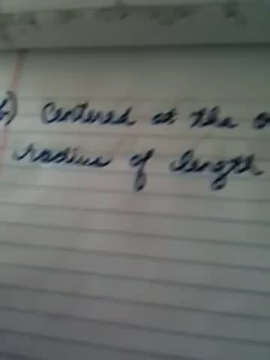 b) Centered at the o
radius of length